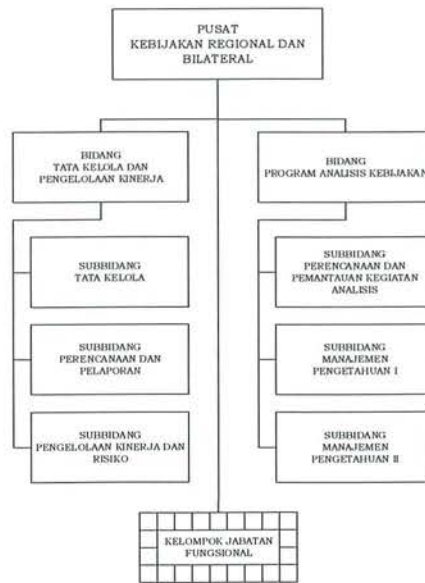 PUSAT
KEBIJAKAN REGIONAL DAN
BILATERAL
BIDANG
TATA KELOLA DAN
PENGELOLAAN KINERJA
SUBBIDANG
TATA KELOLA
SUBBIDANG
PERENCANAAN DAN
PELAPORAN
SUBBIDANG
PENGELOLAAN KINERJA DAN
RISIKO
BIDANG
PROGRAM ANALISIS KEBIJAKAN
SUBBIDANG
PERENCANAAN DAN
PEMANTAUAN KEGIATAN
ANALISIS
SUBBIDANG
MANAJEMEN
PENGETAHUAN I
SUBBIDANG
MANAJEMEN
PENGETAHUAN II
KELOMPOK JABATAN
FUNGSIONAL